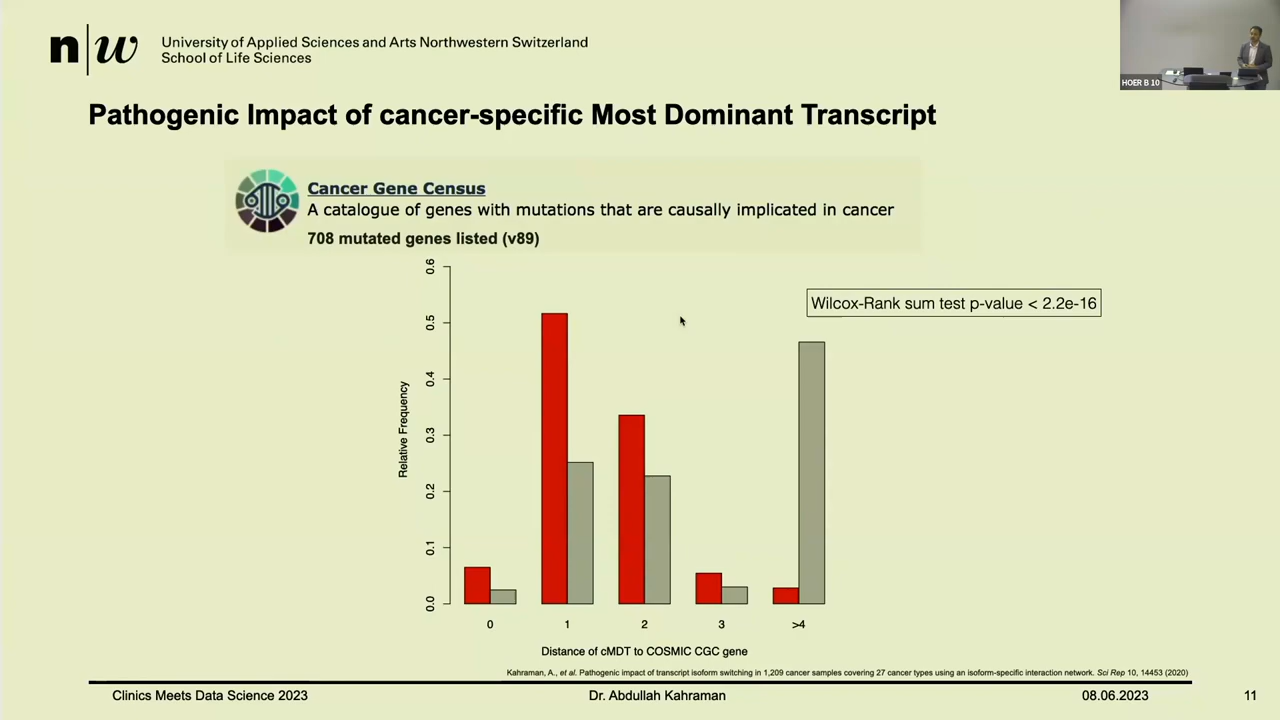 n|w
University of Applied Sciences and Arts Northwestern Switzerland
School of Life Sciences
HOER B 10
Pathogenic Impact of cancer-specific Most Dominant Transcript
Cancer Gene Census
A catalogue of genes with mutations that are causally implicated in cancer
708 mutated genes listed (v89)
Wilcox-Rank sum test p-value < 2.2e-16
Relative Frequency
0.6
0.5
0.4
0.3
0.2
0.1
0.0
0 1 2 3 >4
Distance of cMDT to COSMIC CGC gene
Kahraman, A., et al. Pathogenic impact of transcript isoform switching in 1,209 cancer samples covering 27 cancer types using an isoform-specific interaction network. Sci Rep 10, 14453 (2020)
Clinics Meets Data Science 2023 Dr. Abdullah Kahraman 08.06.2023 11